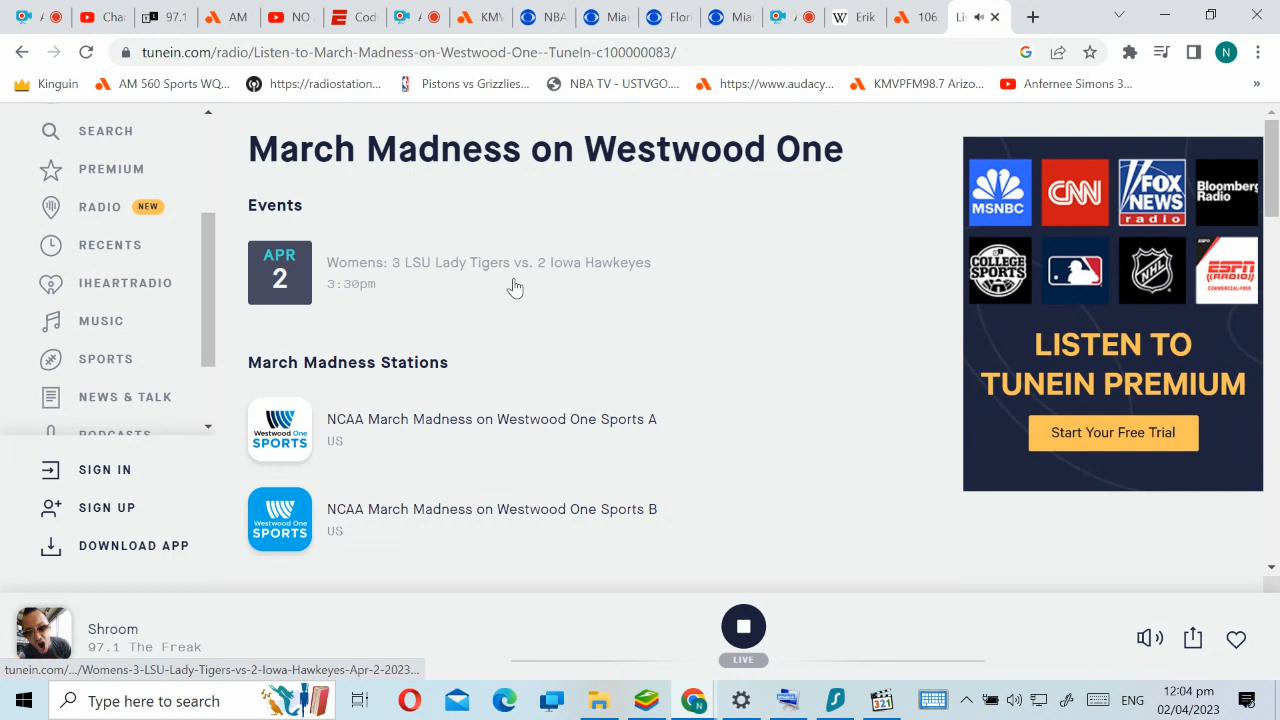 Cha
97.1
AM
NO
Cod
KMV
NBA
Miar
Flor
Miar
Erik
106.
Lis
tunein.com/radio/Listen-to-March-Madness-on-Westwood-One--TuneIn-c100000083/
N
Kinguin
AM 560 Sports WQ...
https://radiostation...
Pistons vs Grizzlies...
NBA TV - USTVGO....
https://www.audacy...
KMVPFM98.7 Arizo...
Anfernee Simons 3...
»
SEARCH
PREMIUM
RADIO NEW
RECENTS
IHEARTRADIO
MUSIC
SPORTS
NEWS & TALK
PODCASTS
SIGN IN
SIGN UP
DOWNLOAD APP
March Madness on Westwood One
Events
APR
2
Womens: 3 LSU Lady Tigers vs. 2 Iowa Hawkeyes
3:30pm
March Madness Stations
Westwood One
SPORTS
NCAA March Madness on Westwood One Sports A
US
Westwood One
SPORTS
NCAA March Madness on Westwood One Sports B
US
MSNBC
CNN
FOX
NEWS
radio
Bloomberg
Radio
COLLEGE
SPORTS
NHL
ESPN
RADIO
COMMERCIAL-FREE
LISTEN TO
TUNEIN PREMIUM
Start Your Free Trial
Shroom
97.1 The Freak
LIVE
tunein.com/.../Womens-3-LSU-Lady-Tigers-vs-2-Iowa-Hawkeyes-Apr-2-2023...
Type here to search
N
321
ENG
12:04 pm
02/04/2023